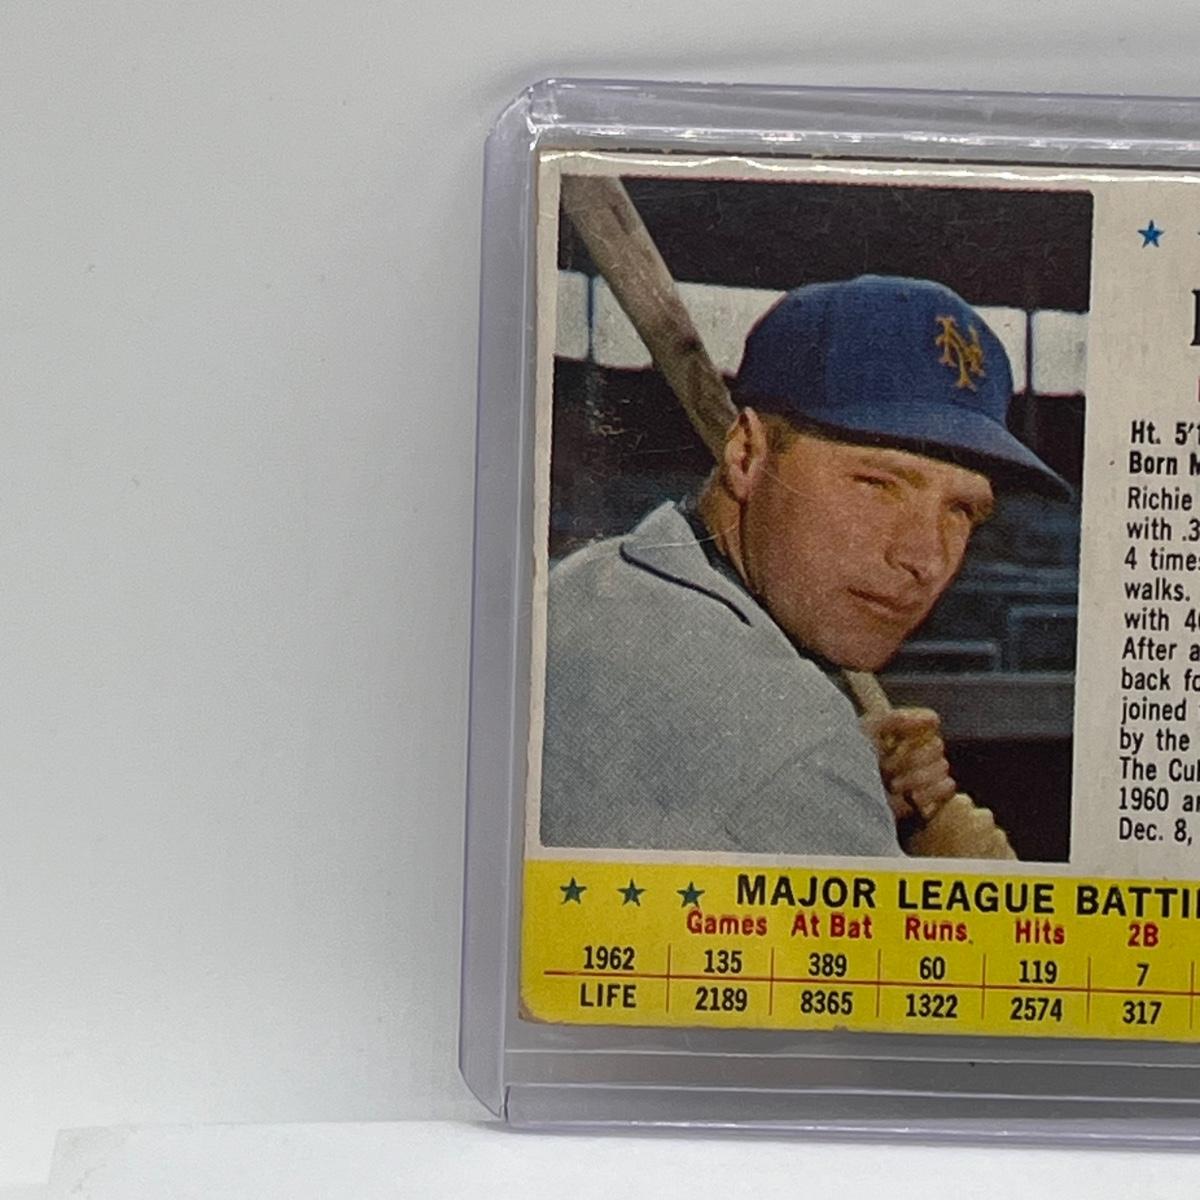 NY
Ht. 5'1
Born M
Richie
with .3
4 times
walks.
with 4
After a
back fo
joined
by the
The Cu
1960 a
Dec. 8,
★ ★ ★ MAJOR LEAGUE BATTI
Games At Bat Runs Hits 2B
1962 135 389 60 119 7
LIFE 2189 8365 1322 2574 317